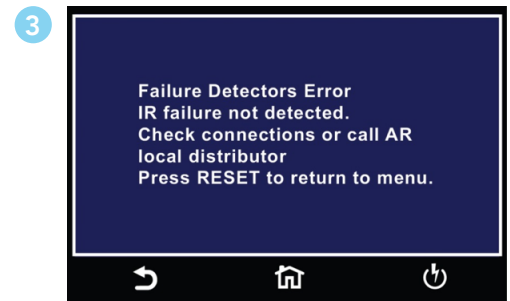 3
Failure Detectors Error
IR failure not detected.
Check connections or call AR
local distributor
Press RESET to return to menu.